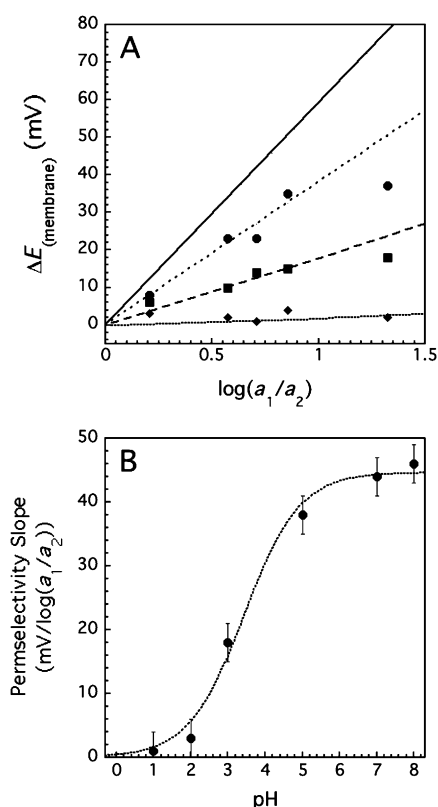 A
80
70
60
50
40
30
20
10
0
ΔE(membrane) (mV)
0 0.5 1 1.5
log(a1/a2)
B
50
40
30
20
10
0
Permselectivity Slope
(mV/log(a1/a2))
0 1 2 3 4 5 6 7 8
pH